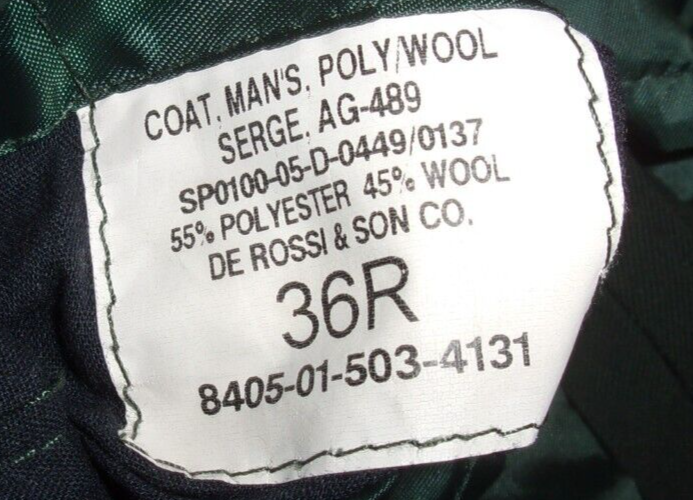 COAT, MAN'S, POLY/WOOL
SERGE, AG-489
SP0100-05-D-0449/0137
55% POLYESTER 45% WOOL
DE ROSSI & SON CO.
36R
8405-01-503-4131